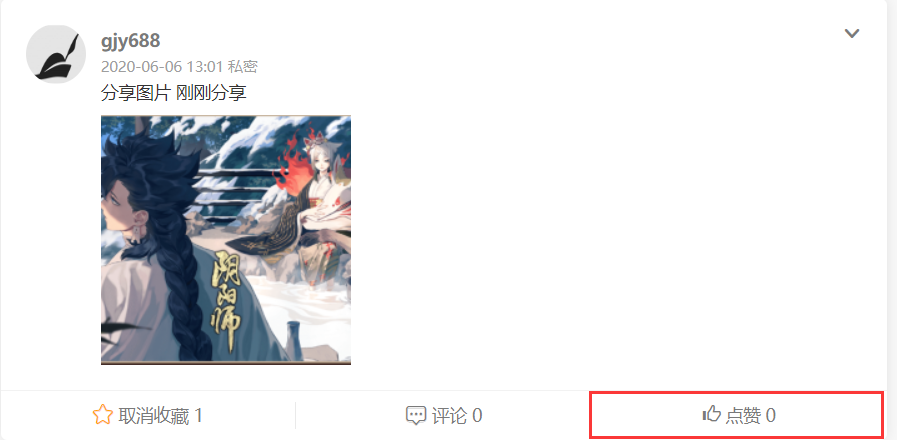 gjy688
2020-06-06 13:01 私密
分享图片 刚刚分享
阴阳师
取消收藏 1
评论 0
点赞 0